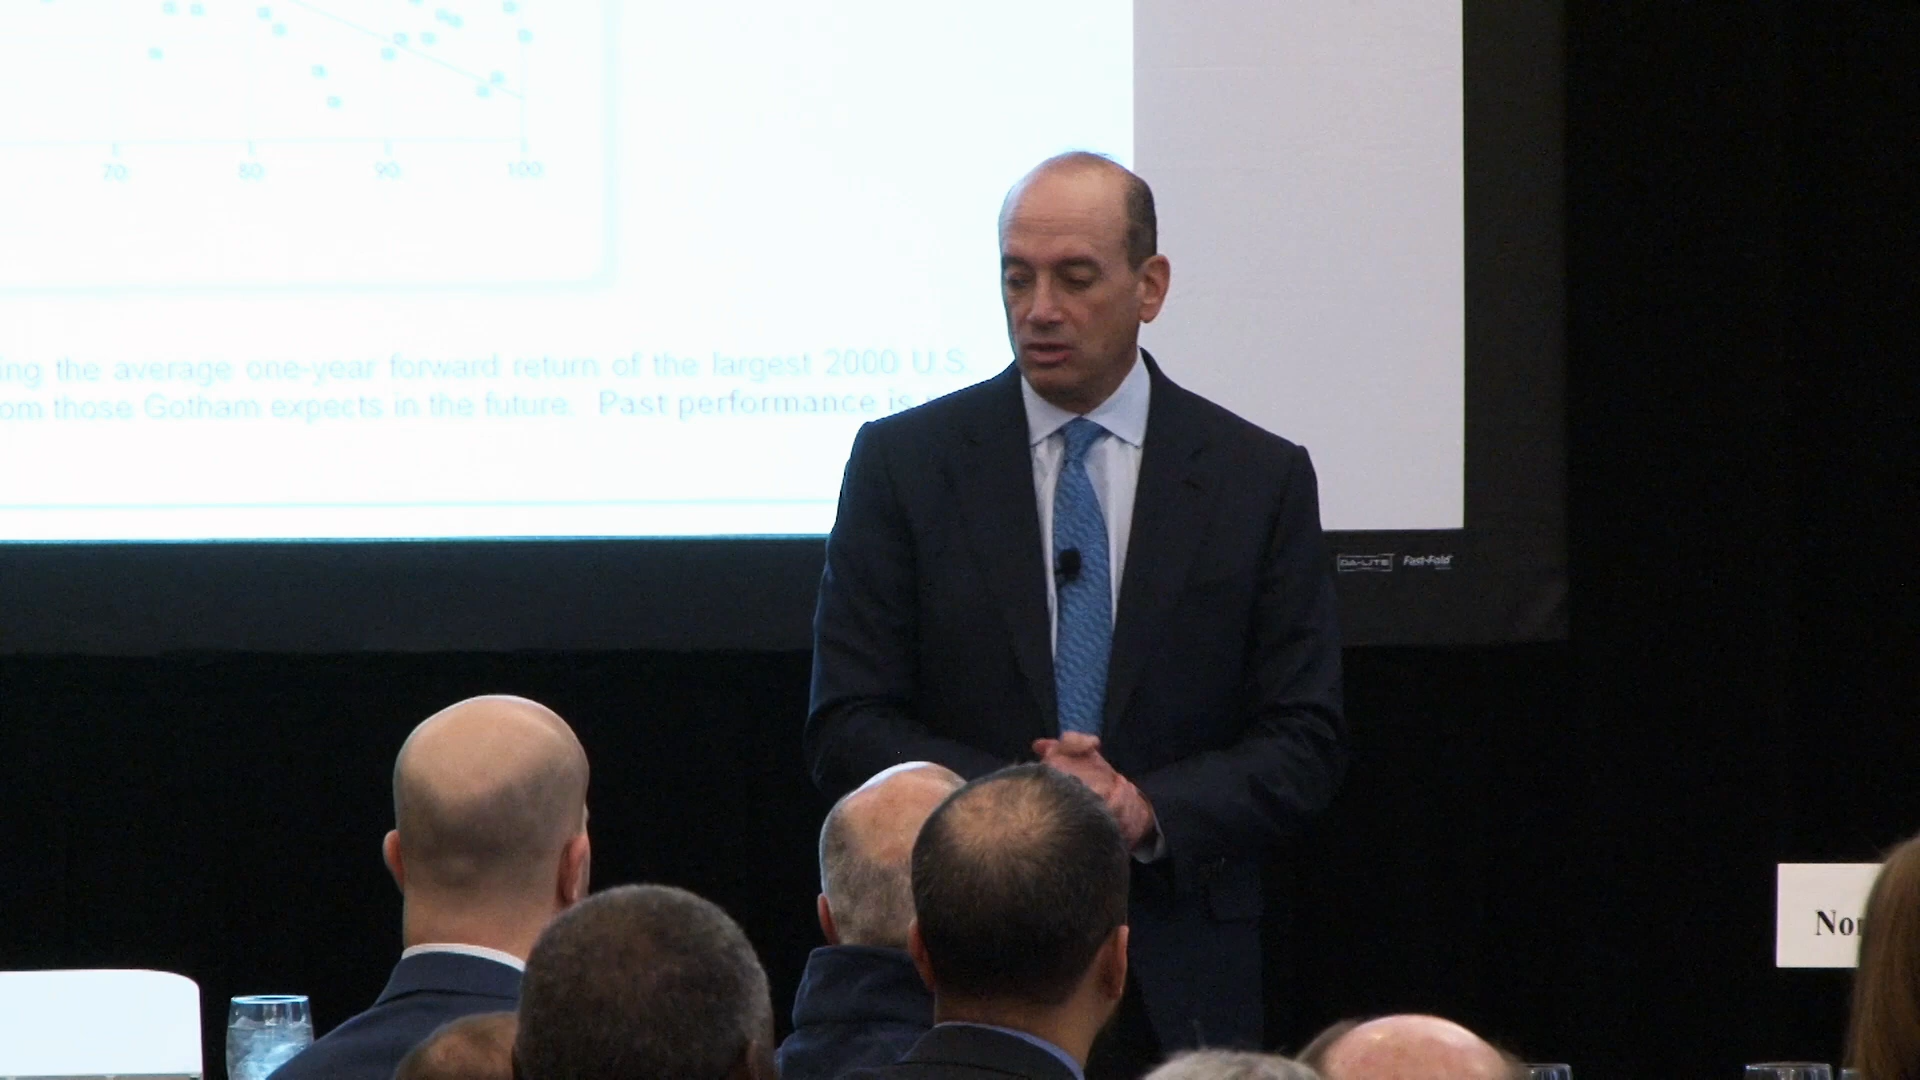 70 80 90 100
ing the average one-year forward return of the largest 2000 U.S.
om those Gotham expects in the future. Past performance is
DA-LITE Fast-Fold
Nor